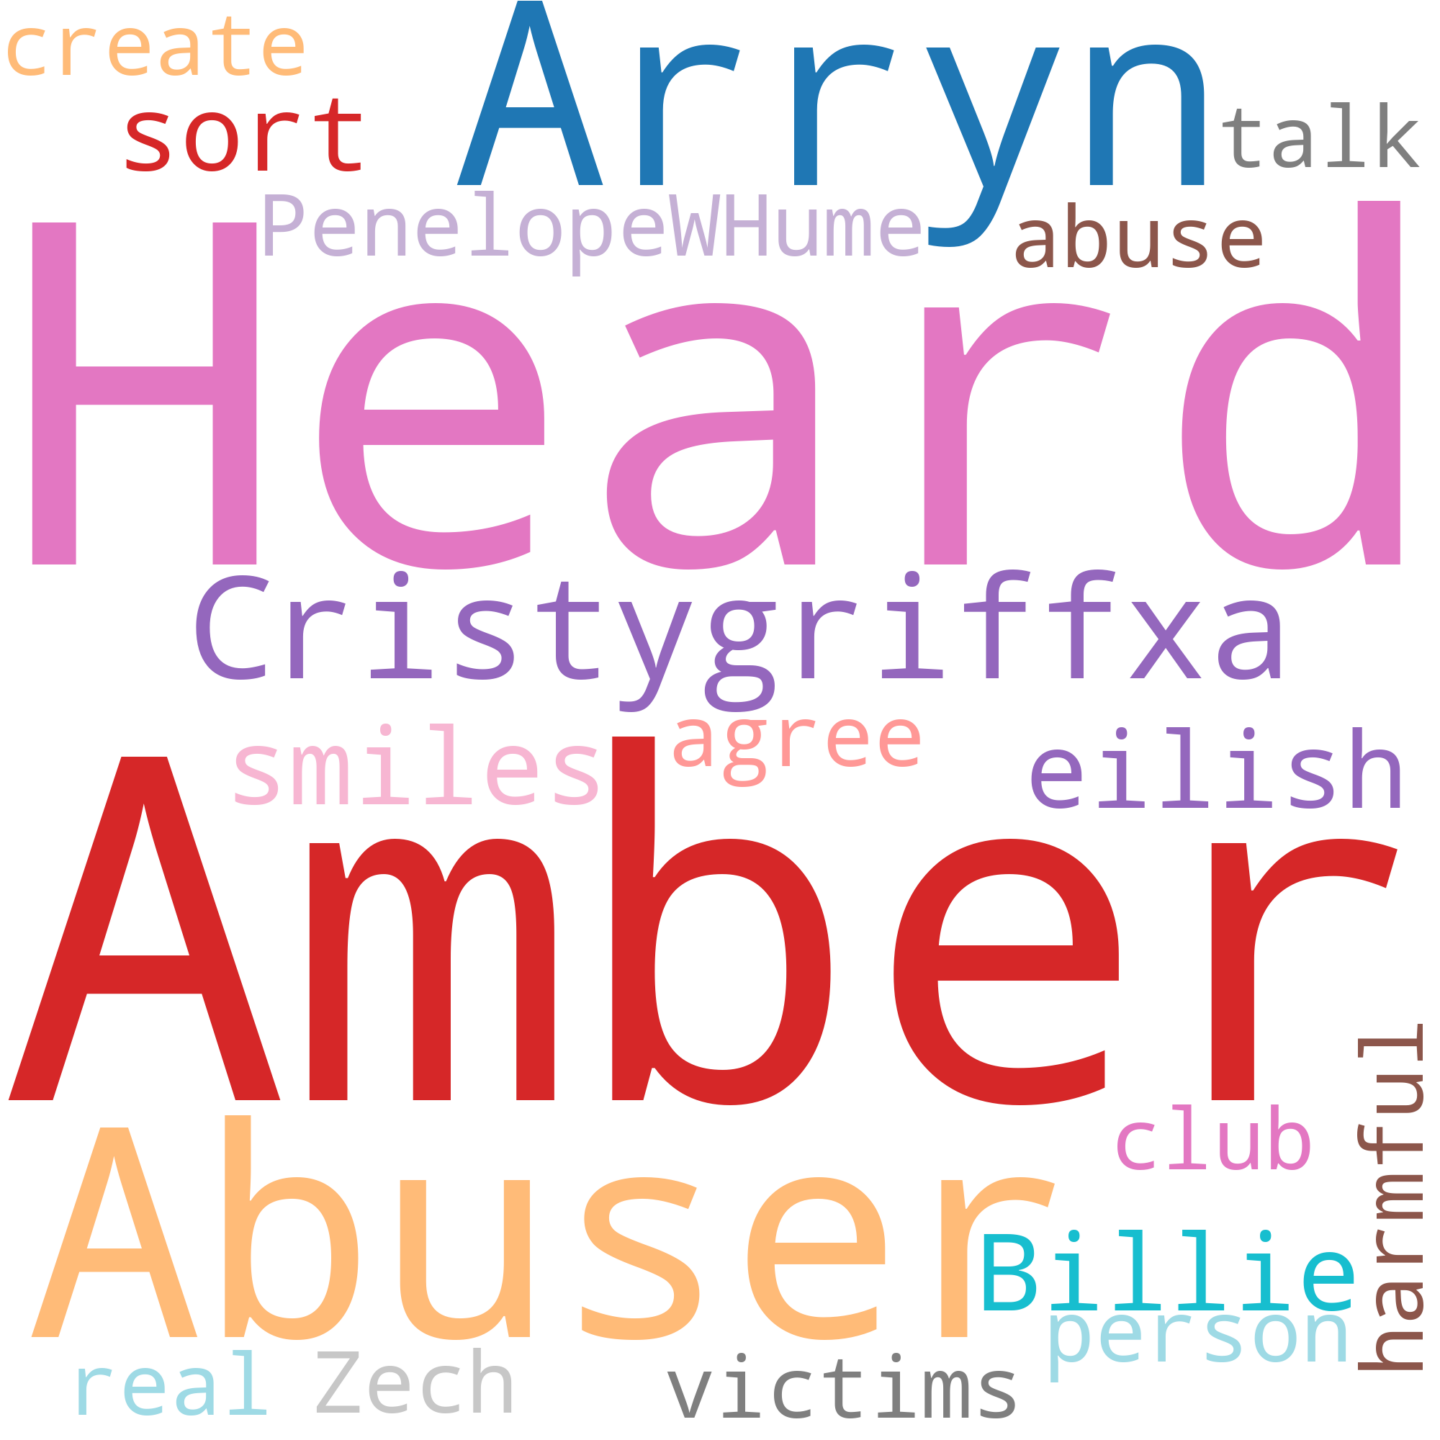 create
Arryn
sort
talk
PenelopeWHume
abuse
Heard
Cristygriffxa
smiles
agree
eilish
Amber
harmful
Abuser
club
Billie
person
real
Zech
victims